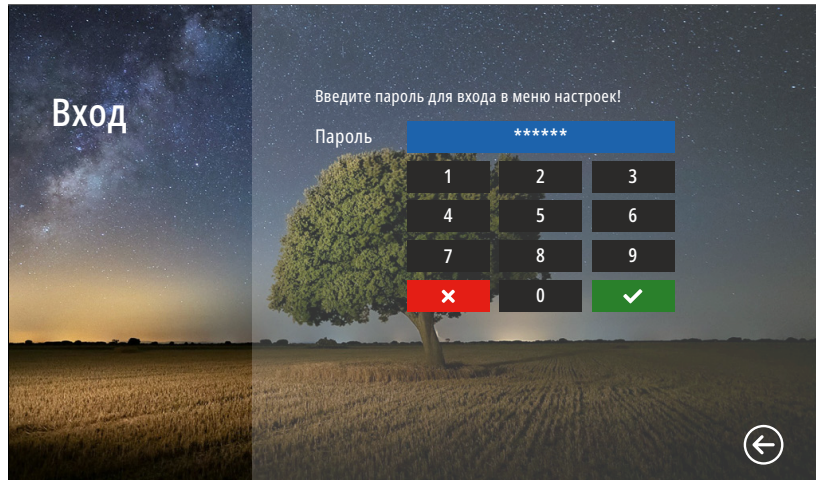 Вход
Введите пароль для входа в меню настроек!
Пароль ******
1 2 3
4 5 6
7 8 9
0